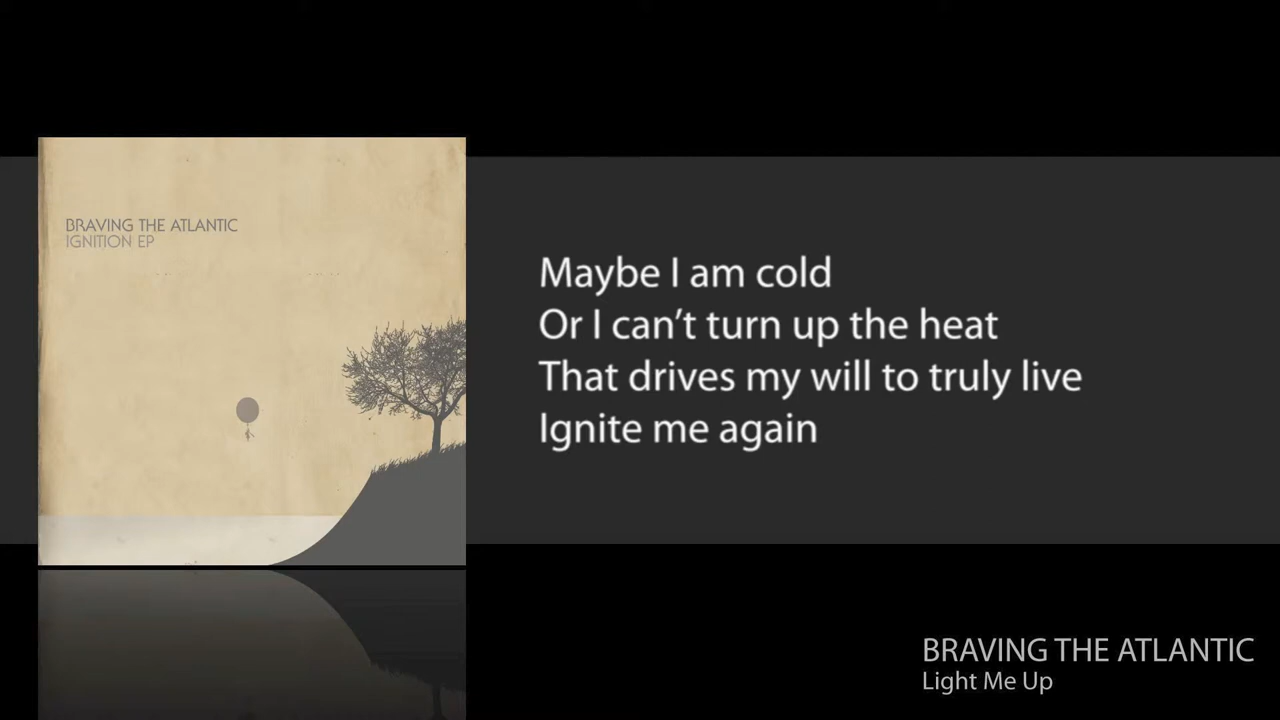 BRAVING THE ATLANTIC
IGNITION EP
Maybe I am cold
Or I can’t turn up the heat
That drives my will to truly live
Ignite me again
BRAVING THE ATLANTIC
Light Me Up